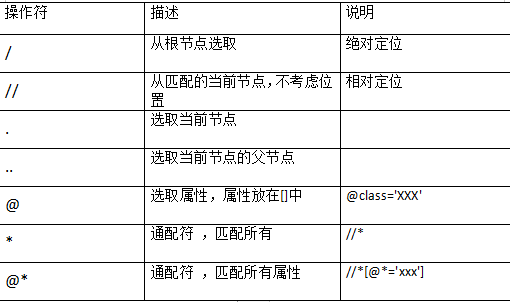 操作符 描述 说明
/ 从根节点选取 绝对定位
// 从匹配的当前节点，不考虑位 相对定位
置
. 选取当前节点
.. 选取当前节点的父节点
@ 选取属性，属性放在[]中 @class='XXX'
* 通配符 ，匹配所有 //*
@* 通配符 ，匹配所有属性 //*[@*='xxx']